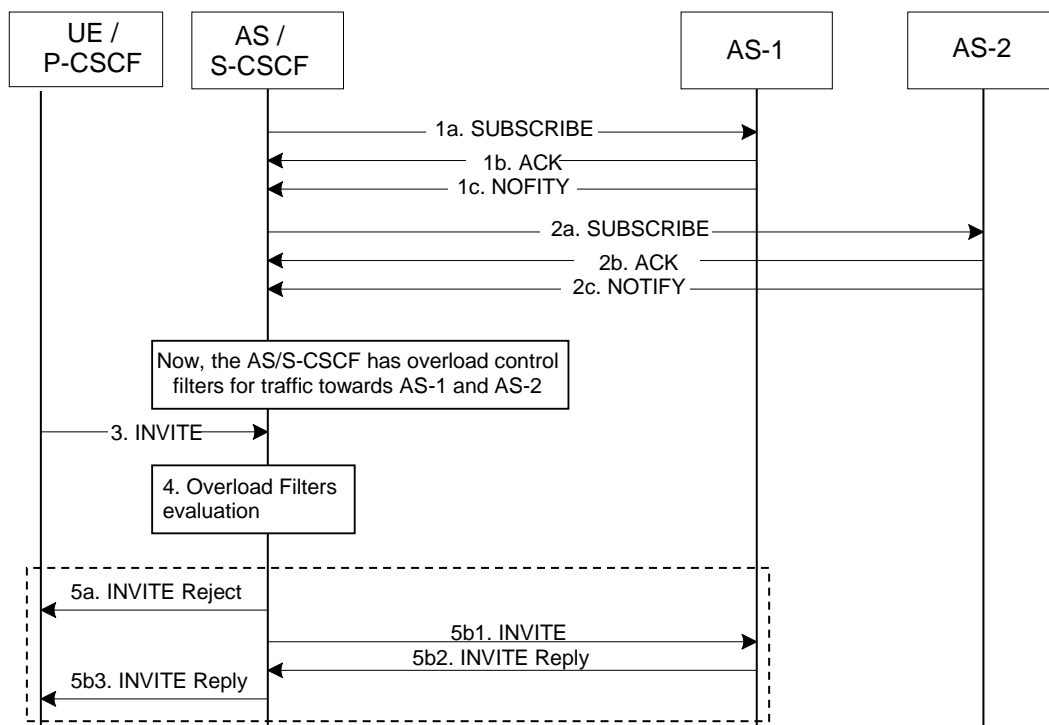 UE /
P-CSCF
AS /
S-CSCF
AS-1
AS-2
1a. SUBSCRIBE
1b. ACK
1c. NOFITY
2a. SUBSCRIBE
2b. ACK
2c. NOTIFY
Now, the AS/S-CSCF has overload control
filters for traffic towards AS-1 and AS-2
3. INVITE
4. Overload Filters
evaluation
5a. INVITE Reject
5b1. INVITE
5b2. INVITE Reply
5b3. INVITE Reply